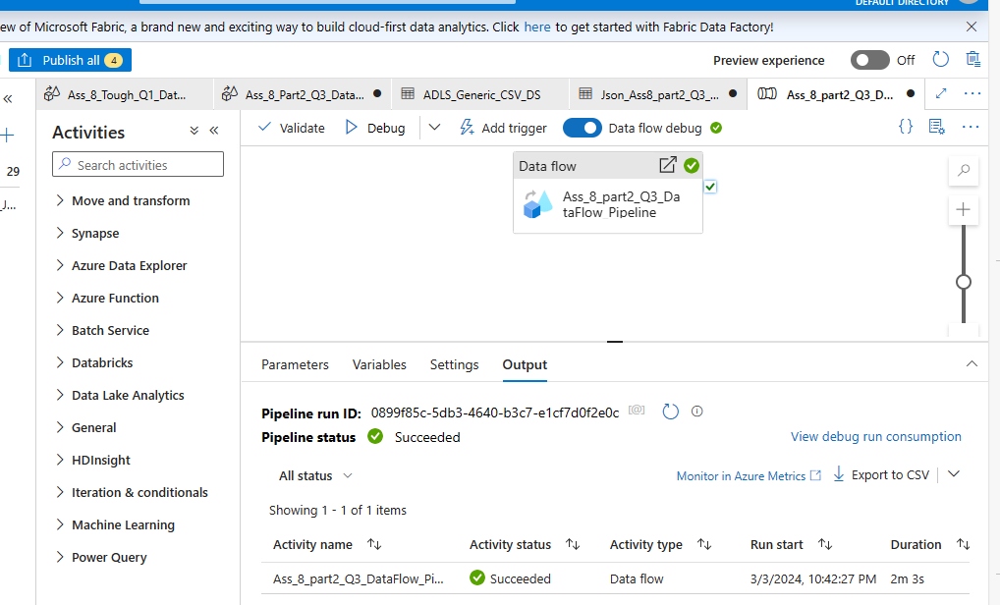 DEFAULT DIRECTORY
ew of Microsoft Fabric, a brand new and exciting way to build cloud-first data analytics. Click here to get started with Fabric Data Factory!
Publish all 4
Preview experience Off
Ass_8_Tough_Q1_Dat...
Ass_8_Part2_Q3_Data...
ADLS_Generic_CSV_DS
Json_Ass8_part2_Q3_...
Ass_8_part2_Q3_D...
29
_J...
Activities
Search activities
Move and transform
Synapse
Azure Data Explorer
Azure Function
Batch Service
Databricks
Data Lake Analytics
General
HDInsight
Iteration & conditionals
Machine Learning
Power Query
Validate Debug Add trigger Data flow debug
Data flow
Ass_8_part2_Q3_Da
taFlow_Pipeline
Parameters Variables Settings Output
Pipeline run ID: 0899f85c-5db3-4640-b3c7-e1cf7d0f2e0c
Pipeline status Succeeded
View debug run consumption
All status
Monitor in Azure Metrics Export to CSV
Showing 1 - 1 of 1 items
Activity name Activity status Activity type Run start Duration
Ass_8_part2_Q3_DataFlow_Pi... Succeeded Data flow 3/3/2024, 10:42:27 PM 2m 3s